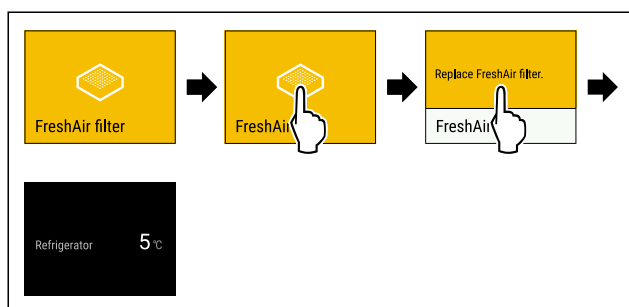 FreshAir filter
FreshAi
Replace FreshAir filter.
FreshAi
Refrigerator 5 °C